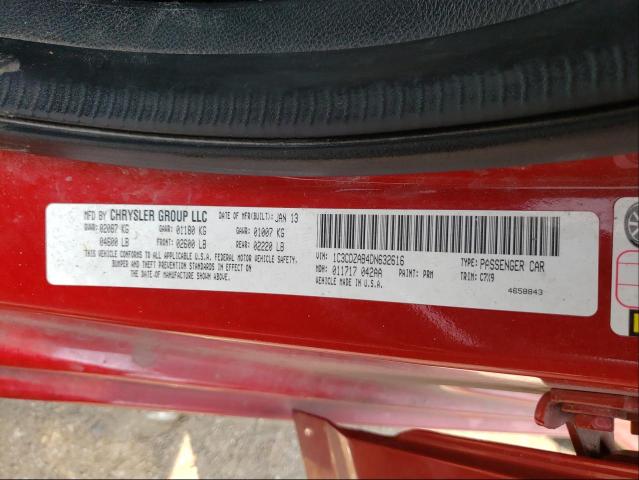 MFD BY CHRYSLER GROUP LLC DATE OF MFR(BUILT): JAN 13
GVWR: 02087 KG GAWR: 01180 KG GAWR: 01007 KG
04600 LB FRONT: 02600 LB REAR: 02220 LB
THIS VEHICLE CONFORMS TO ALL APPLICABLE U.S.A. FEDERAL MOTOR VEHICLE SAFETY,
BUMPER AND THEFT PREVENTION STANDARDS IN EFFECT ON
THE DATE OF MANUFACTURE SHOWN ABOVE.
VIN: 1C3CDZAB4DN632616 TYPE: PASSENGER CAR
MDH: 011717 042AA PAINT: PRM TRIM: C7X9
VEHICLE MADE IN U.S.A. 4658843